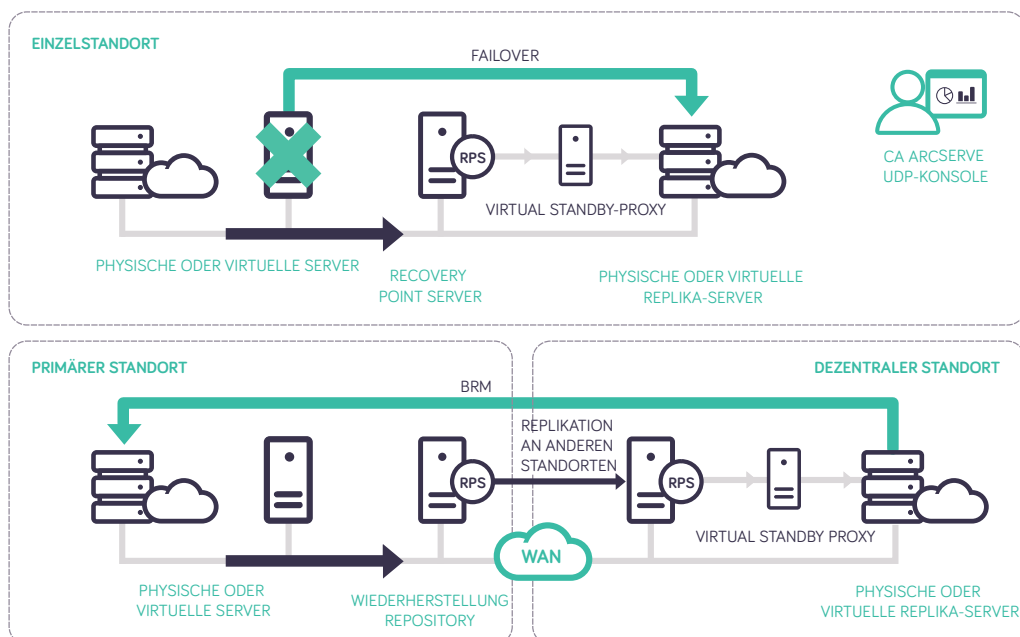 EINZELSTANDORT
FAILOVER
RPS
CA ARCSERVE
UDP-KONSOLE
VIRTUAL STANDBY-PROXY
PHYSISCHE ODER VIRTUELLE SERVER
RECOVERY
POINT SERVER
PHYSISCHE ODER VIRTUELLE
REPLIKA-SERVER
PRIMÄRER STANDORT
DEZENTRALER STANDORT
BRM
REPLIKATION
AN ANDEREN
STANDORTEN
RPS
RPS
VIRTUAL STANDBY PROXY
WAN
PHYSISCHE ODER
VIRTUELLE SERVER
WIEDERHERSTELLUNG
REPOSITORY
PHYSISCHE ODER
VIRTUELLE REPLIKA-SERVER